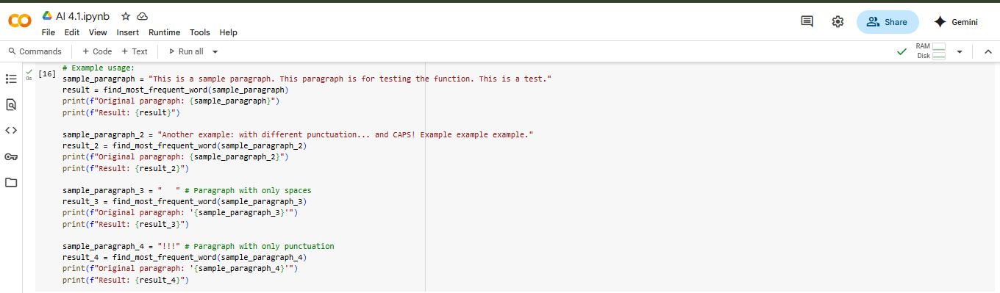 AI 4.1.ipynb
Share
Gemini
File Edit View Insert Runtime Tools Help
Commands + Code + Text Run all
RAM
Disk
[16]
0s
# Example usage:
sample_paragraph = "This is a sample paragraph. This paragraph is for testing the function. This is a test."
result = find_most_frequent_word(sample_paragraph)
print(f"Original paragraph: {sample_paragraph}")
print(f"Result: {result}")
sample_paragraph_2 = "Another example: with different punctuation... and CAPS! Example example example."
result_2 = find_most_frequent_word(sample_paragraph_2)
print(f"Original paragraph: {sample_paragraph_2}")
print(f"Result: {result_2}")
sample_paragraph_3 = "   " # Paragraph with only spaces
result_3 = find_most_frequent_word(sample_paragraph_3)
print(f"Original paragraph: '{sample_paragraph_3}'")
print(f"Result: {result_3}")
sample_paragraph_4 = "!!!" # Paragraph with only punctuation
result_4 = find_most_frequent_word(sample_paragraph_4)
print(f"Original paragraph: '{sample_paragraph_4}'")
print(f"Result: {result_4}")